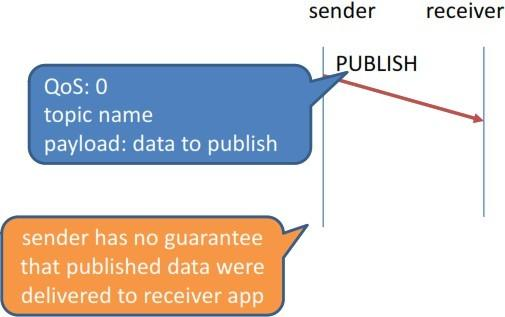 sender receiver
PUBLISH
QoS: 0
topic name
payload: data to publish
sender has no guarantee
that published data were
delivered to receiver app